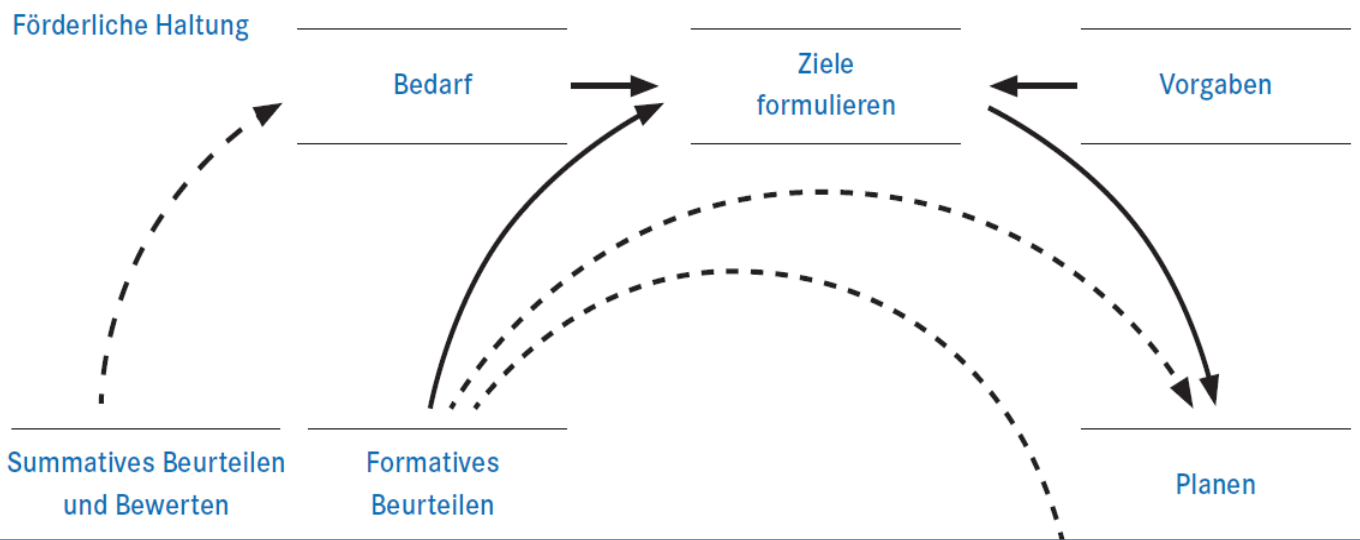 Förderliche Haltung
Bedarf
Ziele
formulieren
Vorgaben
Summatives Beurteilen
und Bewerten
Formatives
Beurteilen
Planen